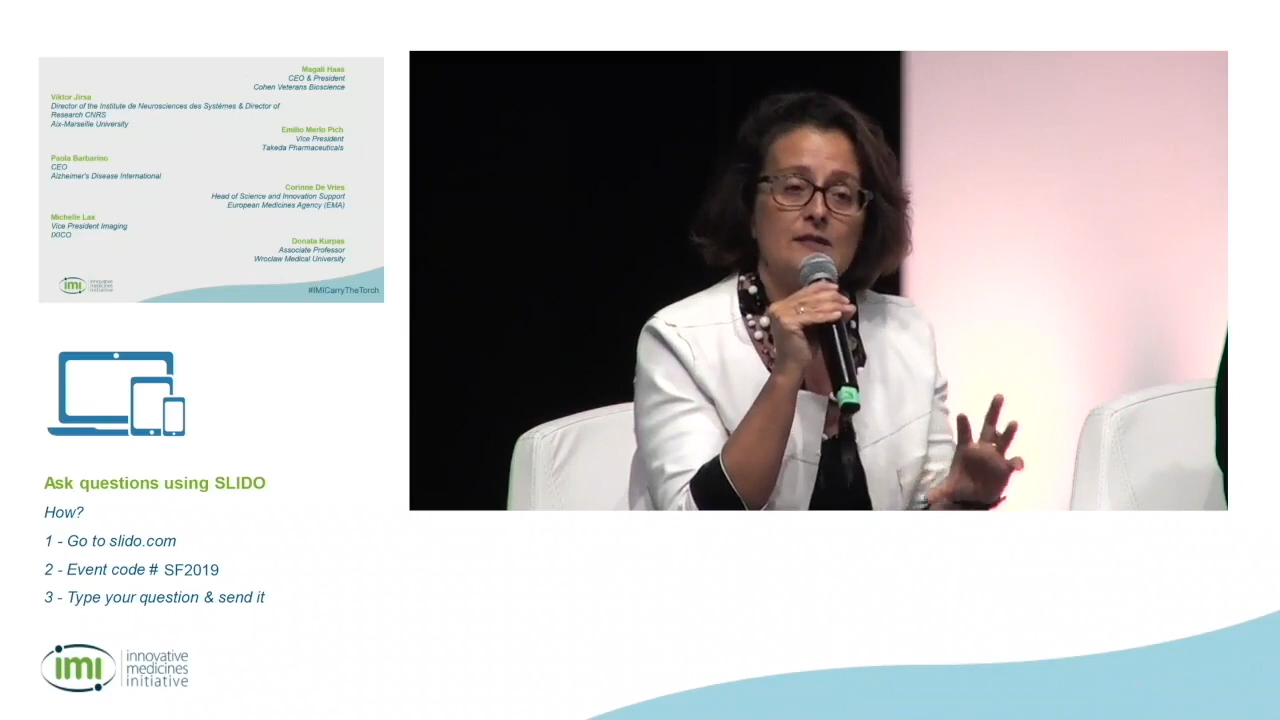 Magali Haas
CEO & President
Cohen Veterans Bioscience
Viktor Jirsa
Director of the Institute de Neurosciences des Systèmes & Director of
Research CNRS
Aix-Marseille University
Emilio Merlo Pich
Vice President
Takeda Pharmaceuticals
Paola Barbarino
CEO
Alzheimer's Disease International
Corinne De Vries
Head of Science and Innovation Support
European Medicines Agency (EMA)
Michelle Lax
Vice President Imaging
IXICO
Donata Kurpas
Associate Professor
Wroclaw Medical University
imi
innovative
medicines
initiative
#IMICarryTheTorch
Ask questions using SLIDO
How?
1 - Go to slido.com
2 - Event code # SF2019
3 - Type your question & send it
imi
innovative
medicines
initiative